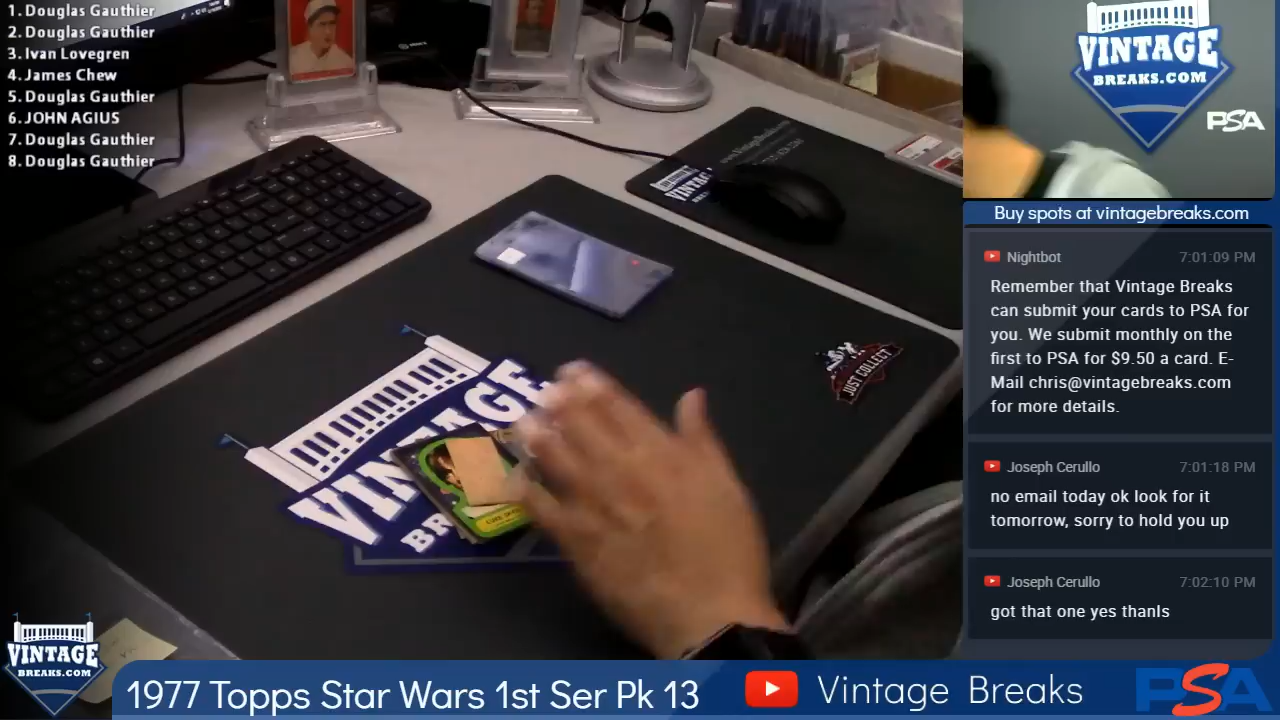 1. Douglas Gauthier
2. Douglas Gauthier
3. Ivan Lovegren
4. James Chew
5. Douglas Gauthier
6. JOHN AGIUS
7. Douglas Gauthier
8. Douglas Gauthier
VINTAGE
BREAKS.COM
PSA
Buy spots at vintagebreaks.com
Nightbot 7:01:09 PM
Remember that Vintage Breaks
can submit your cards to PSA for
you. We submit monthly on the
first to PSA for $9.50 a card. E-
Mail chris@vintagebreaks.com
for more details.
Joseph Cerullo 7:01:18 PM
no email today ok look for it
tomorrow, sorry to hold you up
Joseph Cerullo 7:02:10 PM
got that one yes thanls
VINTAGE
BR
JUST COLLECT
VINTAGE
BREAKS.COM
1977 Topps Star Wars 1st Ser Pk 13
Vintage Breaks
PSA